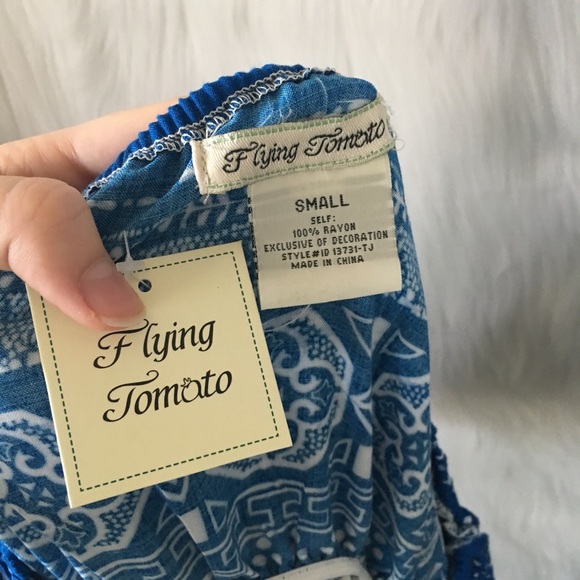 Flying Tomato
SMALL
SELF:
100% RAYON
EXCLUSIVE OF DECORATION
STYLE#ID 13731-TJ
MADE IN CHINA
Flying
Tomato